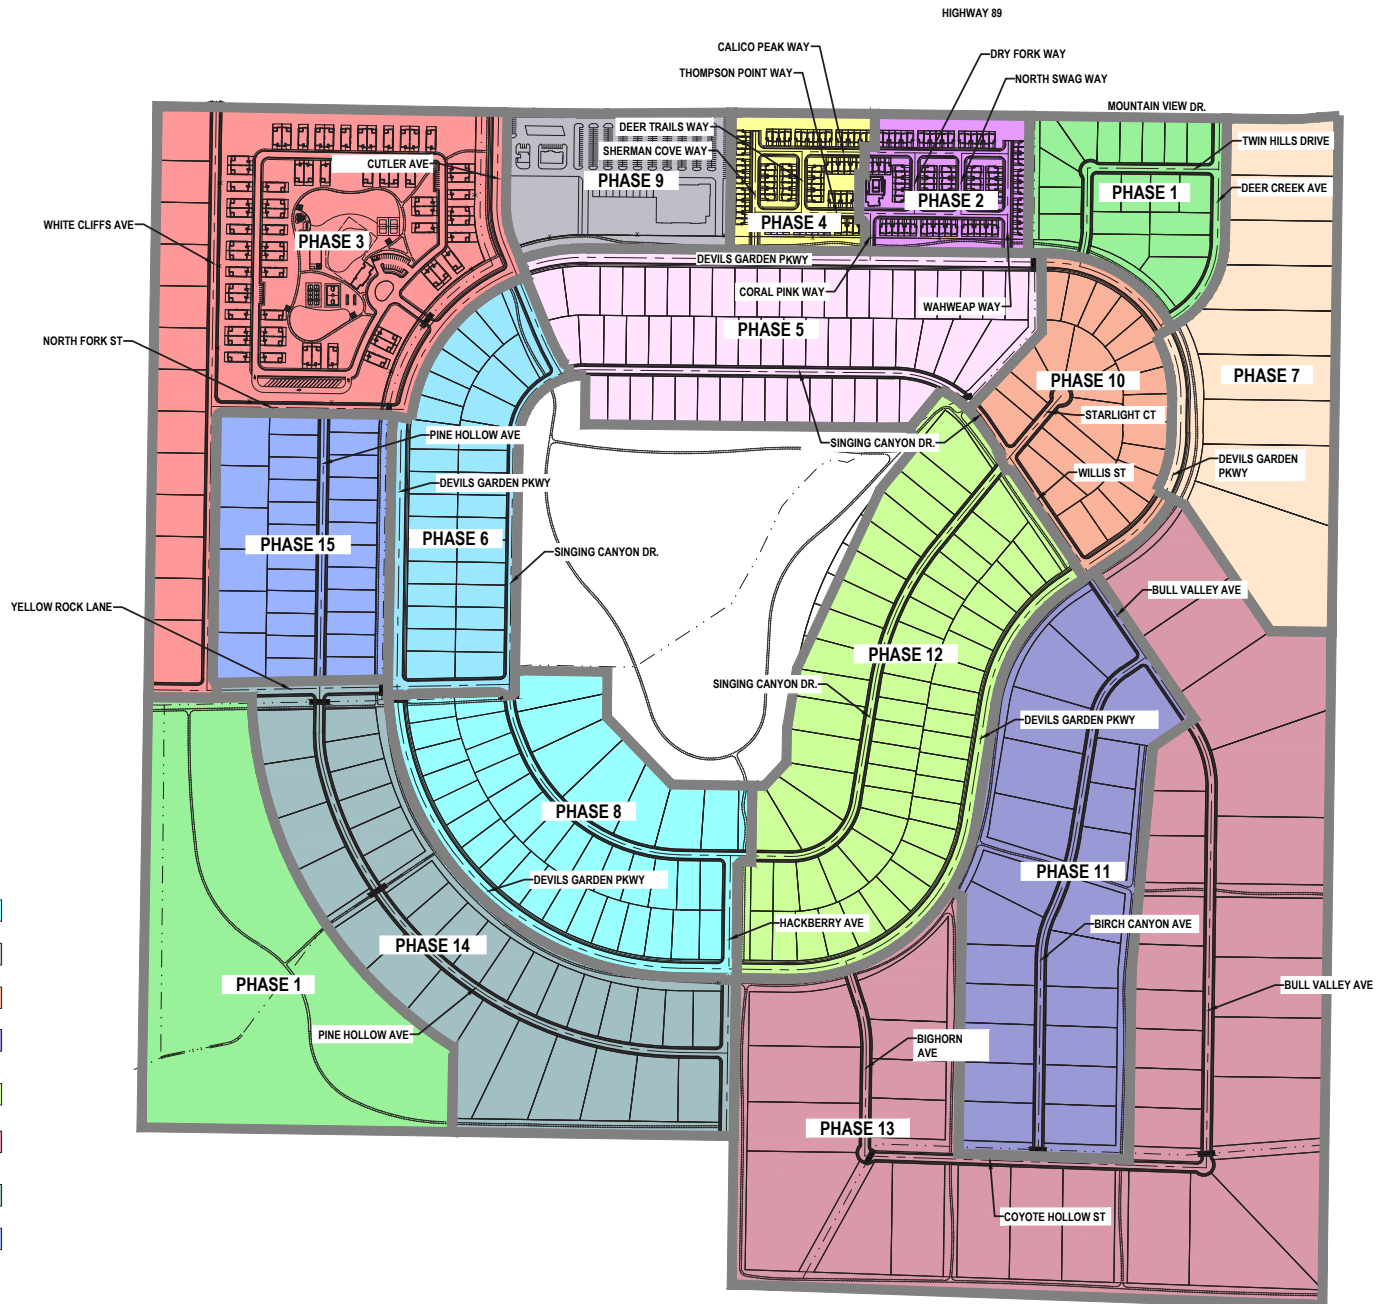 HIGHWAY 89
CALICO PEAK WAY
DRY FORK WAY
THOMPSON POINT WAY
NORTH SWAG WAY
MOUNTAIN VIEW DR.
DEER TRAILS WAY
TWIN HILLS DRIVE
SHERMAN COVE WAY
CUTLER AVE
PHASE 9
DEER CREEK AVE
PHASE 1
PHASE 2
PHASE 4
WHITE CLIFFS AVE
PHASE 3
DEVILS GARDEN PKWY
CORAL PINK WAY
WAHWEAP WAY
PHASE 5
NORTH FORK ST
PHASE 10
PHASE 7
STARLIGHT CT
PINE HOLLOW AVE
SINGING CANYON DR.
DEVILS GARDEN
PKWY
WILLIS ST
DEVILS GARDEN PKWY
PHASE 15
PHASE 6
SINGING CANYON DR.
BULL VALLEY AVE
YELLOW ROCK LANE
PHASE 12
SINGING CANYON DR.
DEVILS GARDEN PKWY
PHASE 8
PHASE 11
DEVILS GARDEN PKWY
HACKBERRY AVE
BIRCH CANYON AVE
PHASE 14
PHASE 1
BULL VALLEY AVE
PINE HOLLOW AVE
BIGHORN
AVE
PHASE 13
COYOTE HOLLOW ST